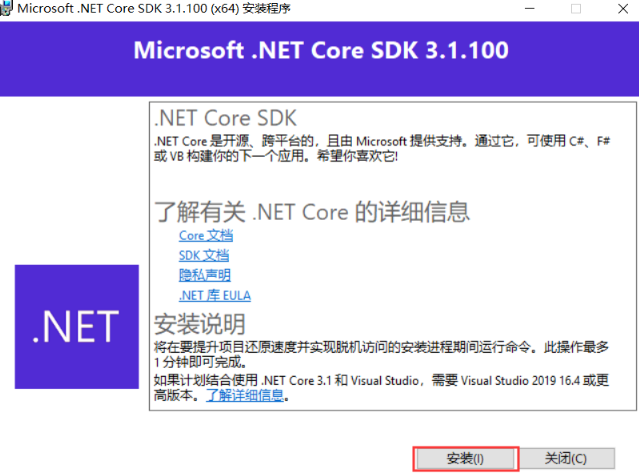 Microsoft .NET Core SDK 3.1.100 (x64) 安装程序
Microsoft .NET Core SDK 3.1.100
.NET Core SDK
.NET Core 是开源、跨平台的，且由 Microsoft 提供支持。通过它，可使用 C#、F#
或 VB 构建你的下一个应用。希望你喜欢它!
了解有关 .NET Core 的详细信息
Core 文档
SDK 文档
隐私声明
.NET 库 EULA
.NET
安装说明
将在要提升项目还原速度并实现脱机访问的安装进程期间运行命令。此操作最多
1 分钟即可完成。
如果计划结合使用 .NET Core 3.1 和 Visual Studio，需要 Visual Studio 2019 16.4 或更
高版本。了解详细信息。
安装(I)
关闭(C)